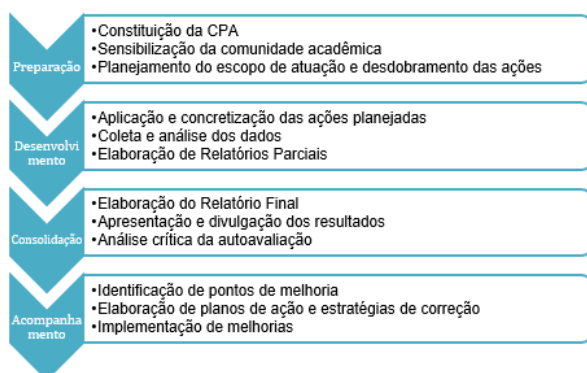 Preparação
•Constituição da CPA
•Sensibilização da comunidade acadêmica
•Planejamento do escopo de atuação e desdobramento das ações
Desenvolvi
mento
•Aplicação e concretização das ações planejadas
•Coleta e análise dos dados
•Elaboração de Relatórios Parciais
Consolidação
•Elaboração do Relatório Final
•Apresentação e divulgação dos resultados
•Análise crítica da autoavaliação
Acompanha
mento
•Identificação de pontos de melhoria
•Elaboração de planos de ação e estratégias de correção
•Implementação de melhorias